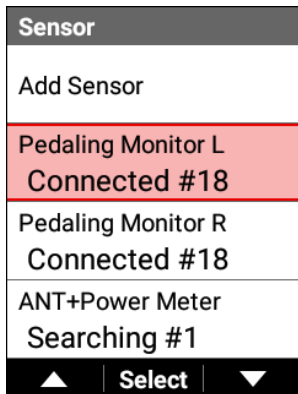 Sensor
Add Sensor
Pedaling Monitor L
Connected #18
Pedaling Monitor R
Connected #18
ANT+Power Meter
Searching #1
Select